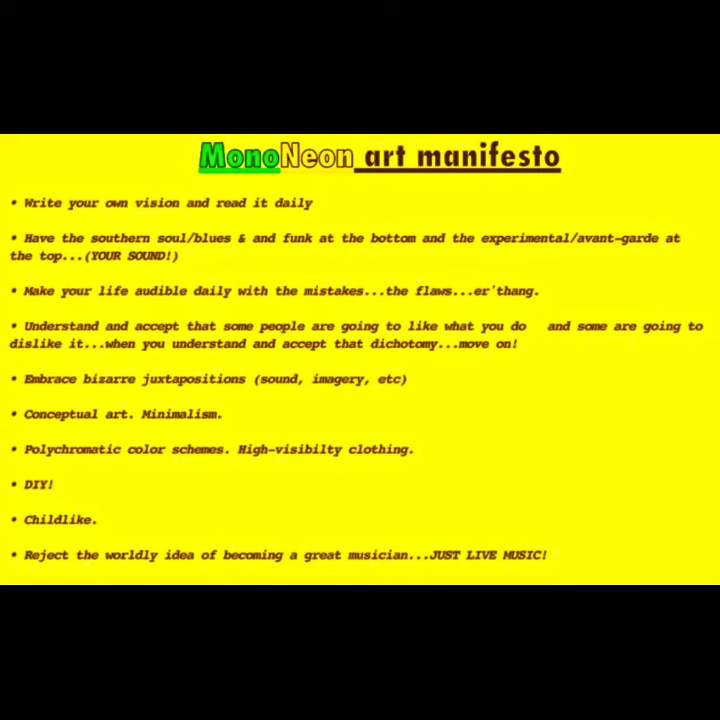 MonoNeon art manifesto
• Write your own vision and read it daily
• Have the southern soul/blues & and funk at the bottom and the experimental/avant-garde at
the top...(YOUR SOUND!)
• Make your life audible daily with the mistakes...the flaws...er'thang.
• Understand and accept that some people are going to like what you do and some are going to
dislike it...when you understand and accept that dichotomy...move on!
• Embrace bizarre juxtapositions (sound, imagery, etc)
• Conceptual art. Minimalism.
• Polychromatic color schemes. High-visibilty clothing.
• DIY!
• Childlike.
• Reject the worldly idea of becoming a great musician...JUST LIVE MUSIC!